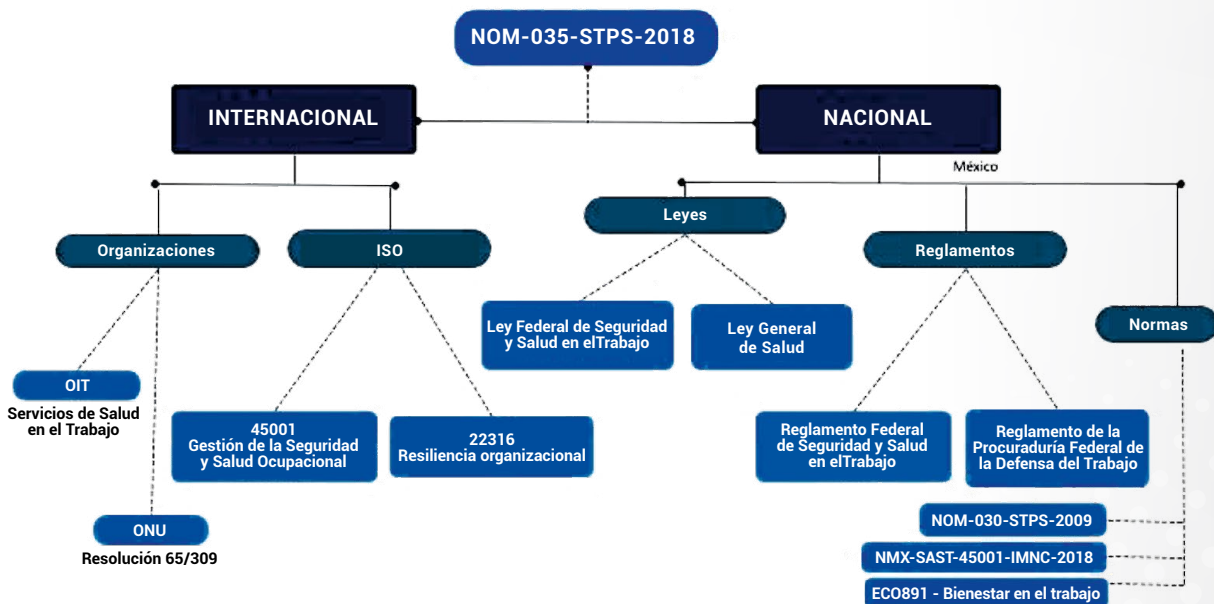 NOM-035-STPS-2018
INTERNACIONAL
NACIONAL
México
Leyes
Organizaciones
ISO
Reglamentos
Ley Federal de Seguridad
y Salud en elTrabajo
Ley General
de Salud
Normas
OIT
Servicios de Salud
en el Trabajo
45001
Gestión de la Seguridad
y Salud Ocupacional
22316
Resiliencia organizacional
Reglamento Federal
de Seguridad y Salud
en elTrabajo
Reglamento de la
Procuraduría Federal de
la Defensa del Trabajo
ONU
Resolución 65/309
NOM-030-STPS-2009
NMX-SAST-45001-IMNC-2018
ECO891 - Bienestar en el trabajo